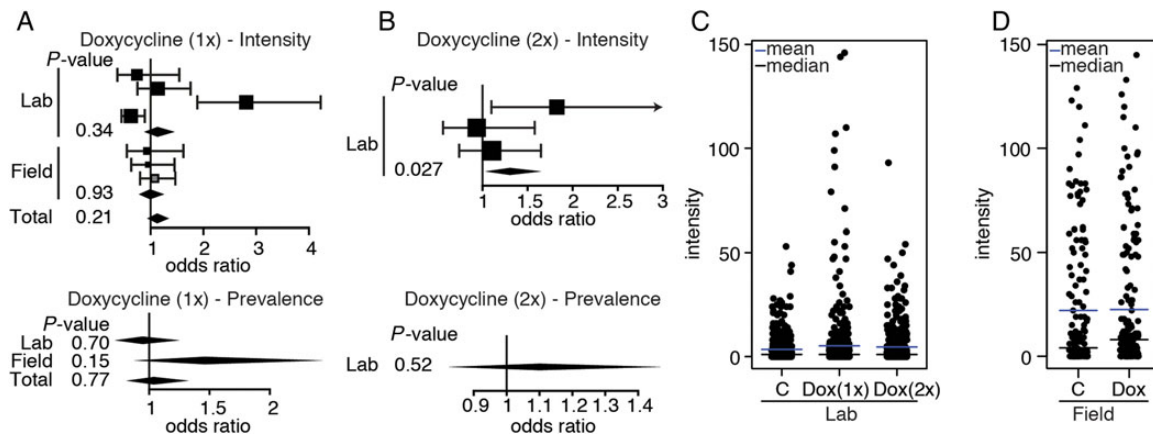 A
Doxycycline (1x) - Intensity
P-value
Lab
0.34
Field
0.93
Total 0.21
1 2 3 4
odds ratio
Doxycycline (1x) - Prevalence
P-value
Lab 0.70
Field 0.15
Total 0.77
1 1.5 2
odds ratio
B
Doxycycline (2x) - Intensity
P-value
Lab
0.027
1 1.5 2 2.5 3
odds ratio
Doxycycline (2x) - Prevalence
P-value
Lab 0.52
0.9 1 1.1 1.2 1.3 1.4
odds ratio
C
150
mean
median
100
intensity
50
0
C Dox(1x) Dox(2x)
Lab
D
150
mean
median
100
intensity
50
0
C Dox
Field